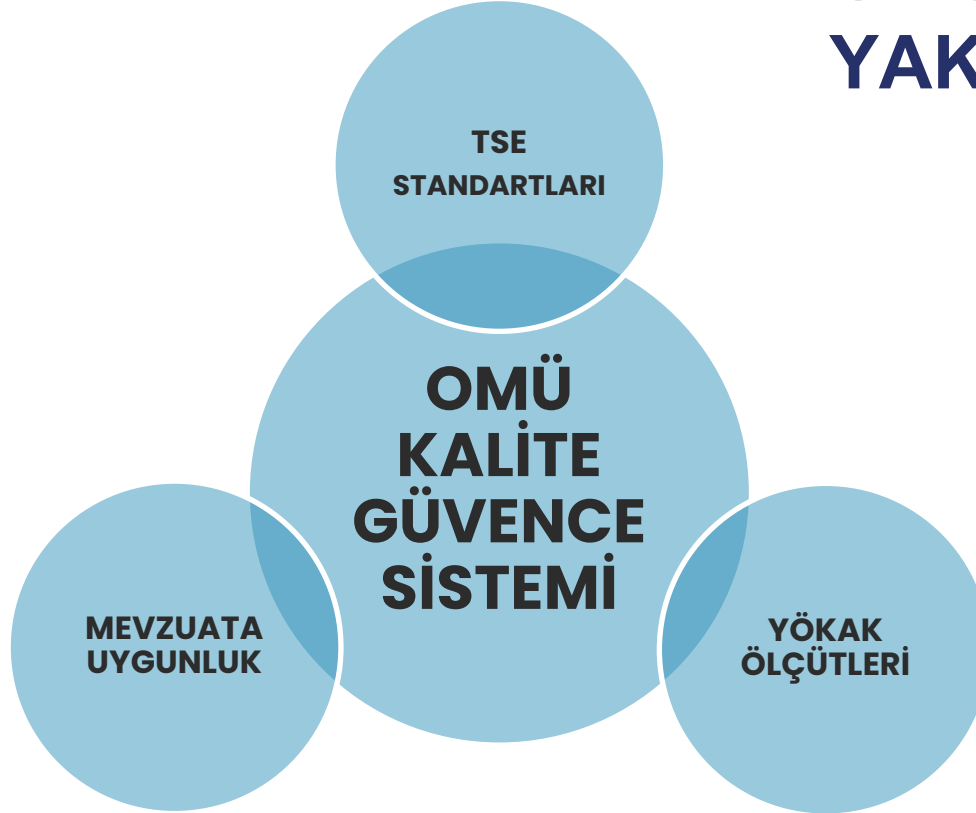 YAK
TSE
STANDARTLARI
OMÜ
KALİTE
GÜVENCE
SİSTEMİ
MEVZUATA
UYGUNLUK
YÖKAK
ÖLÇÜTLERİ